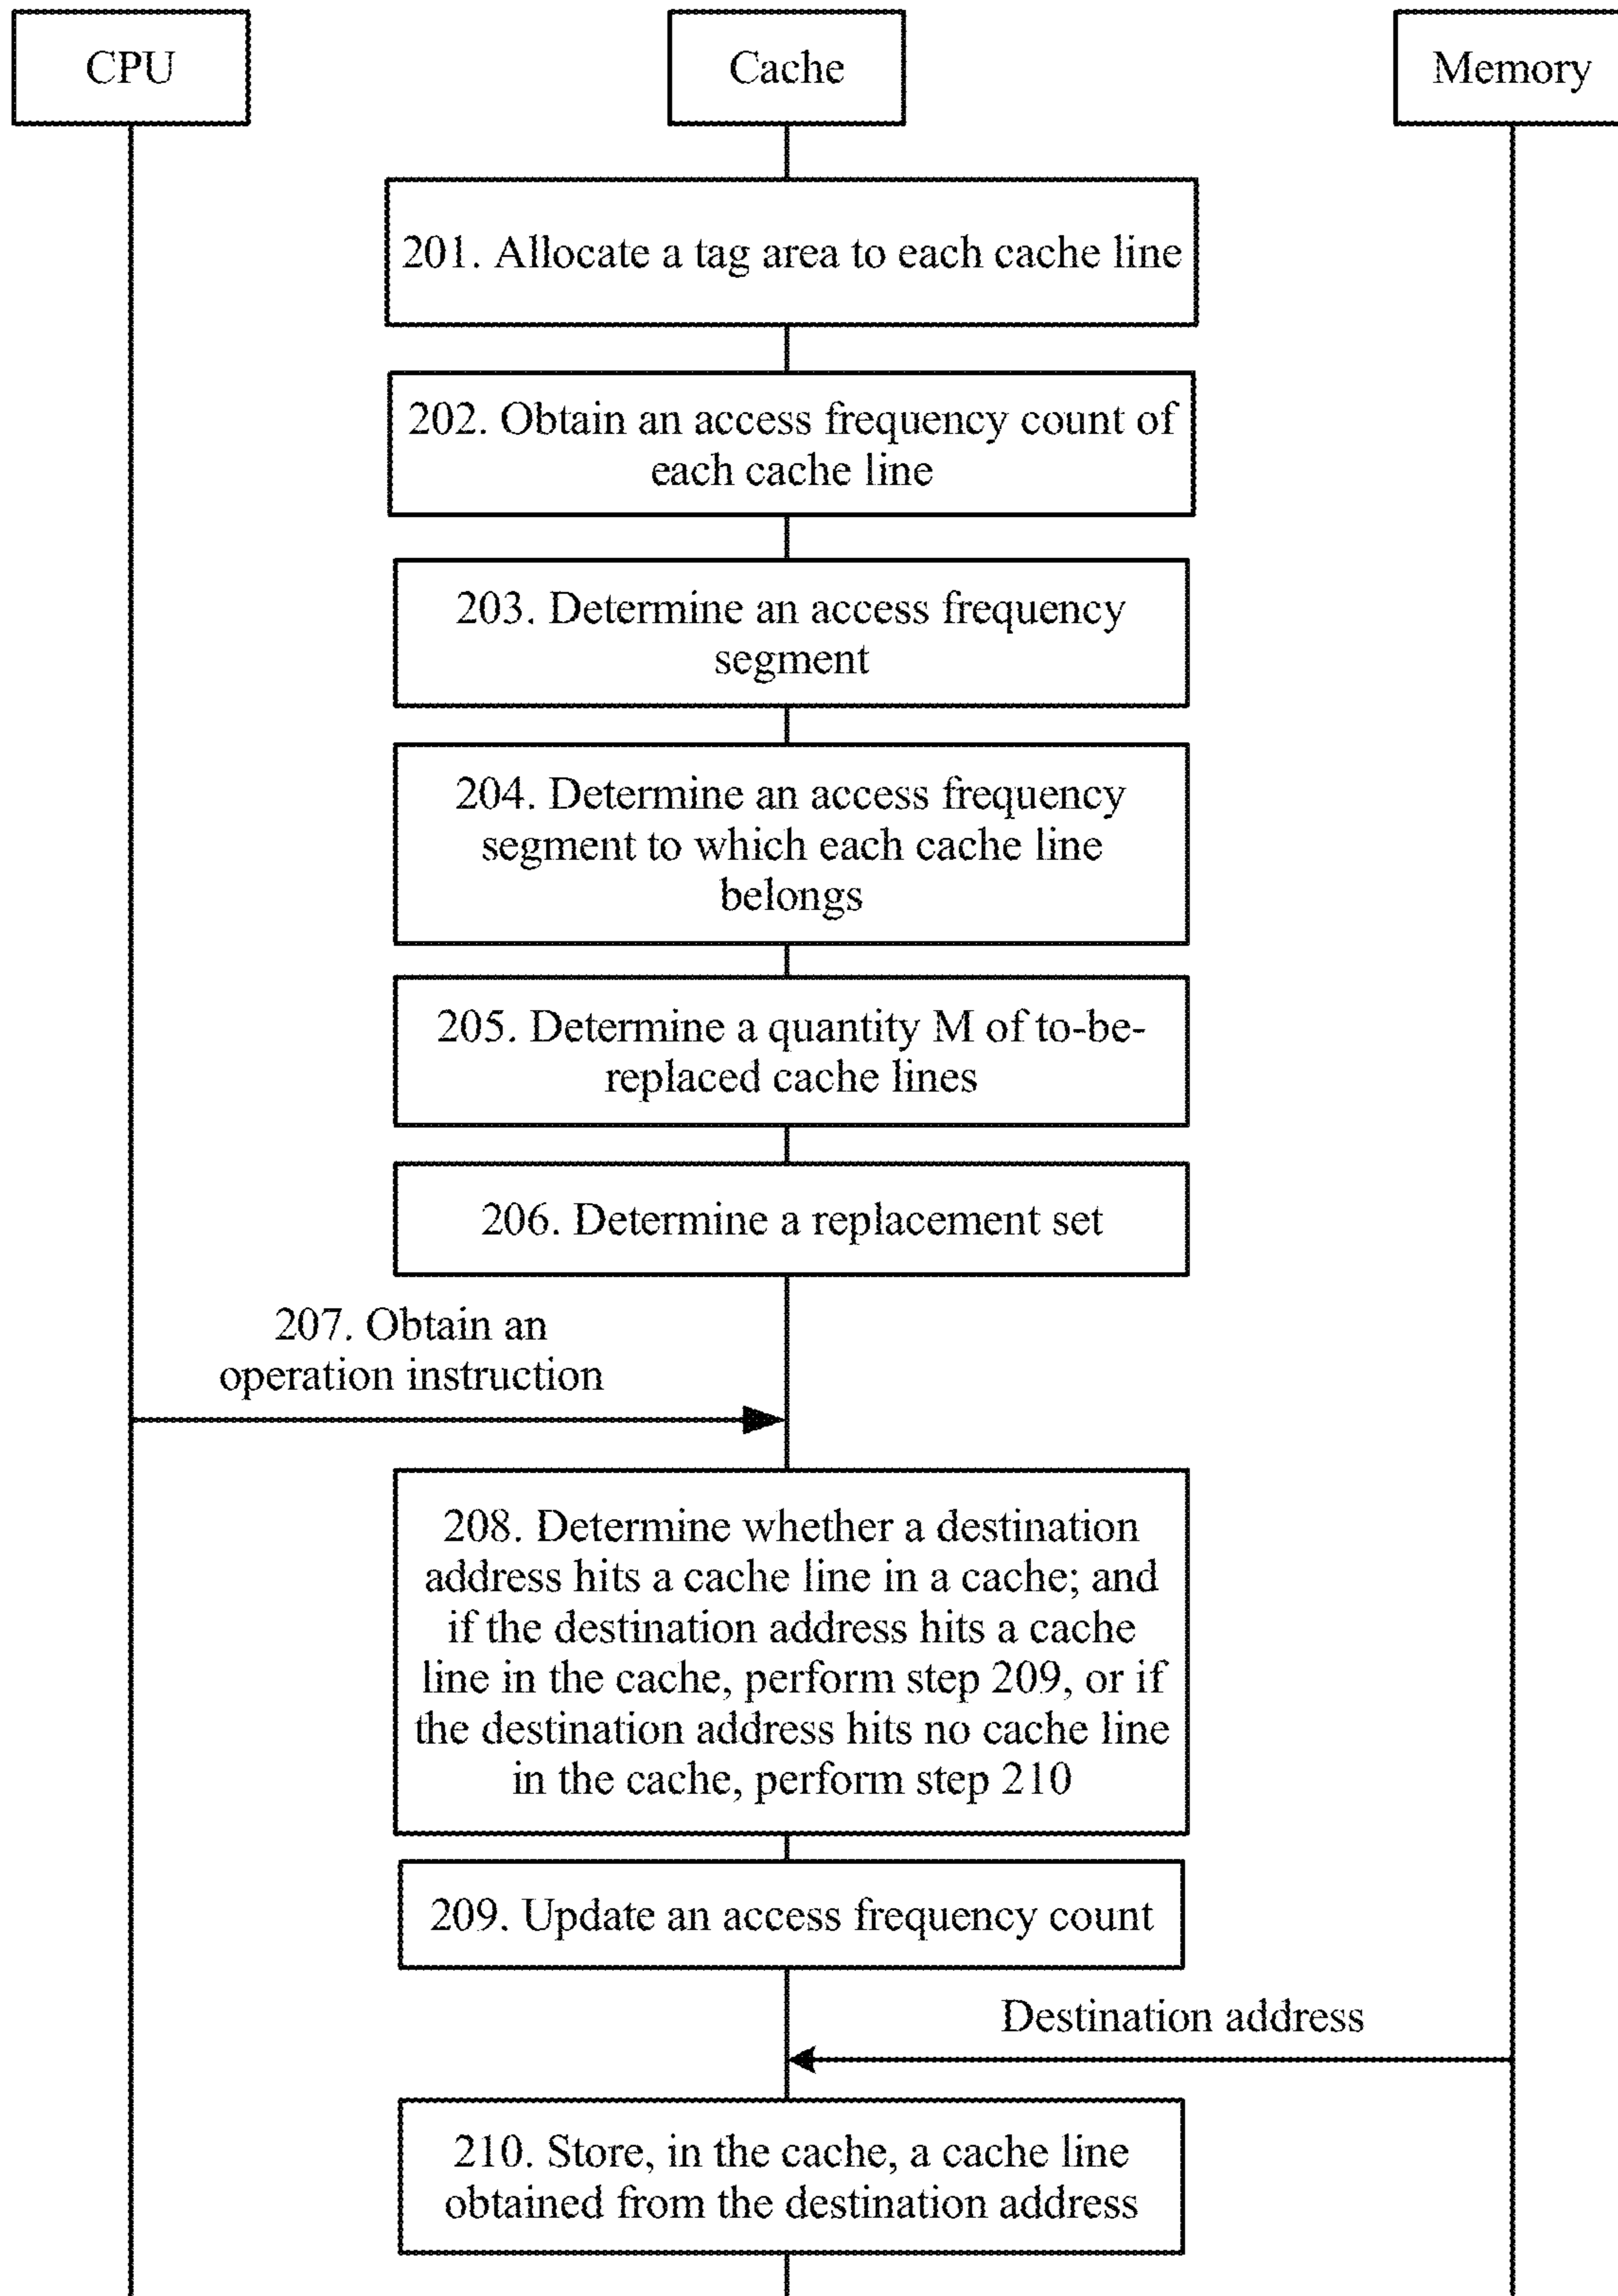 CPU
Cache
Memory
201. Allocate a tag area to each cache line
202. Obtain an access frequency count of
each cache line
203. Determine an access frequency
segment
204. Determine an access frequency
segment to which each cache line
belongs
205. Determine a quantity M of to-be-
replaced cache lines
206. Determine a replacement set
207. Obtain an
operation instruction
208. Determine whether a destination
address hits a cache line in a cache; and
if the destination address hits a cache
line in the cache, perform step 209, or if
the destination address hits no cache line
in the cache, perform step 210
209. Update an access frequency count
Destination address
210. Store, in the cache, a cache line
obtained from the destination address